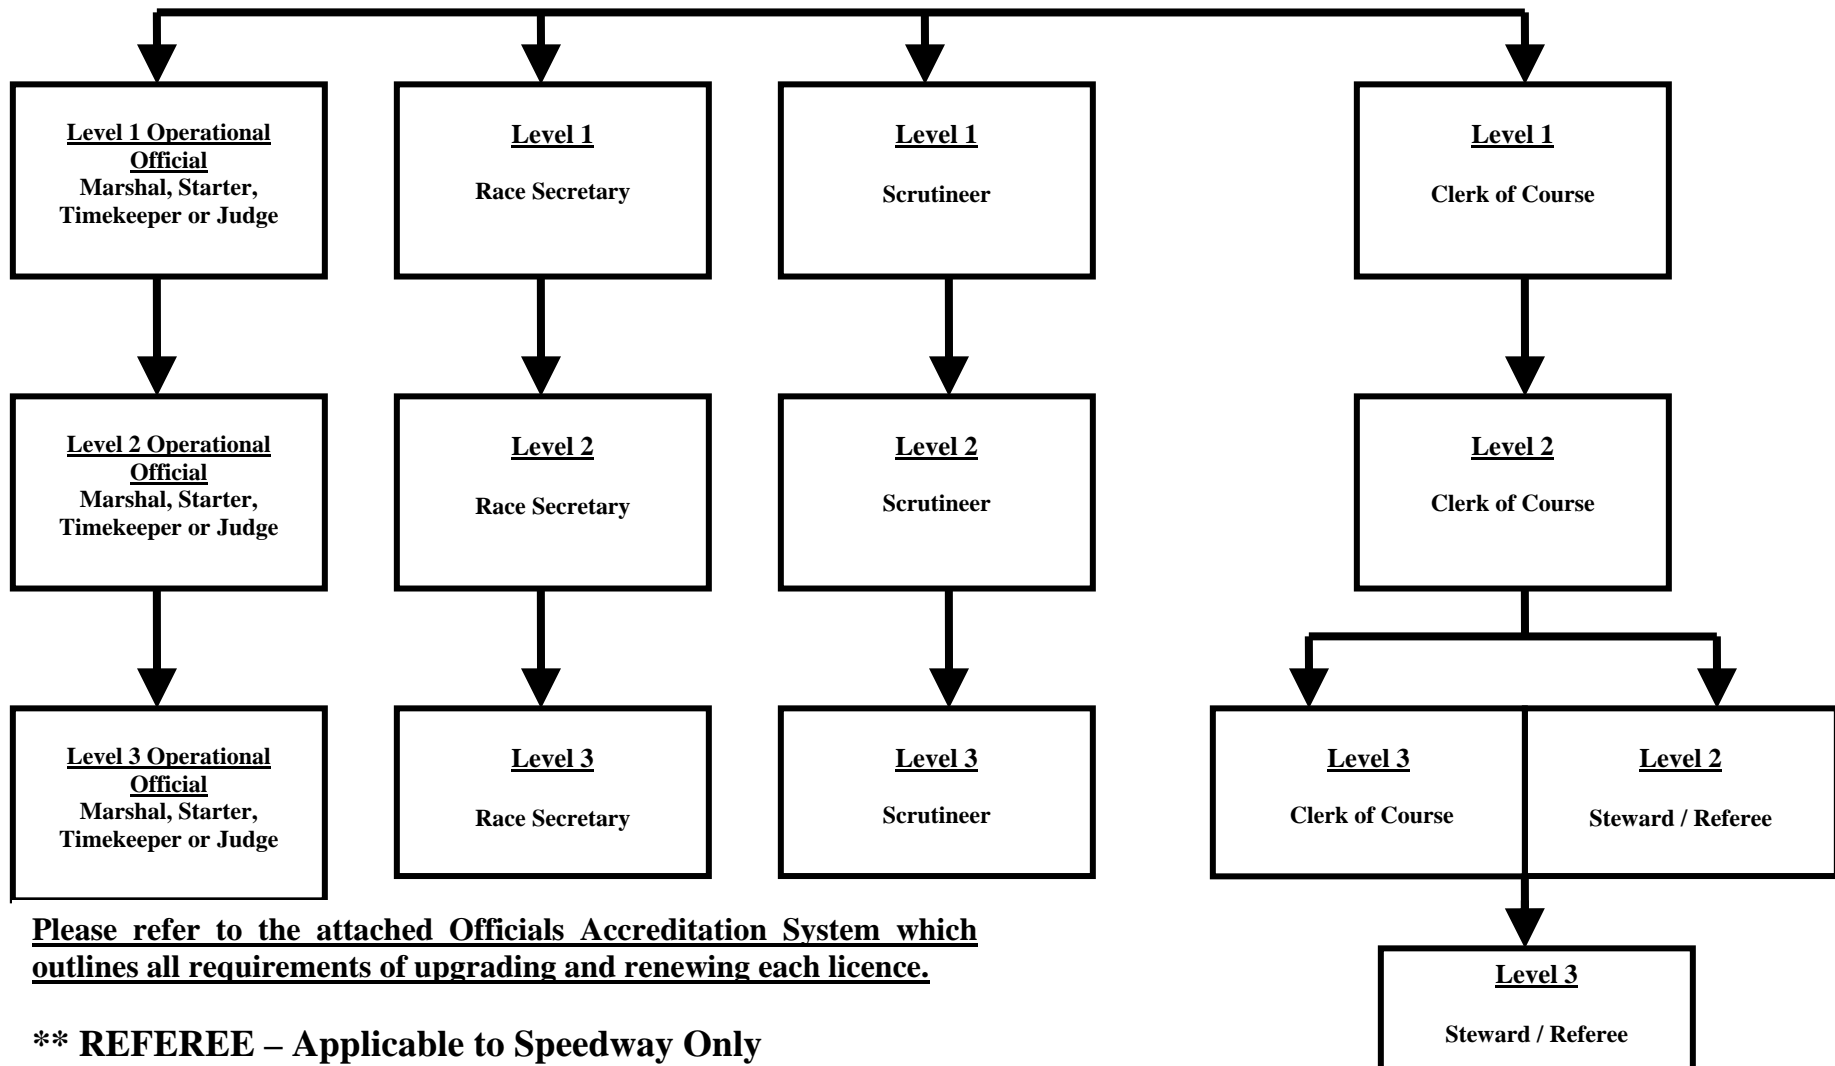 Level 1 Operational
Official
Marshal, Starter,
Timekeeper or Judge
Level 1
Race Secretary
Level 1
Scrutineer
Level 1
Clerk of Course
Level 2 Operational
Official
Marshal, Starter,
Timekeeper or Judge
Level 2
Race Secretary
Level 2
Scrutineer
Level 2
Clerk of Course
Level 3 Operational
Official
Marshal, Starter,
Timekeeper or Judge
Level 3
Race Secretary
Level 3
Scrutineer
Level 3
Clerk of Course
Level 2
Steward / Referee
Please refer to the attached Officials Accreditation System which
outlines all requirements of upgrading and renewing each licence.
Level 3
Steward / Referee
** REFEREE – Applicable to Speedway Only